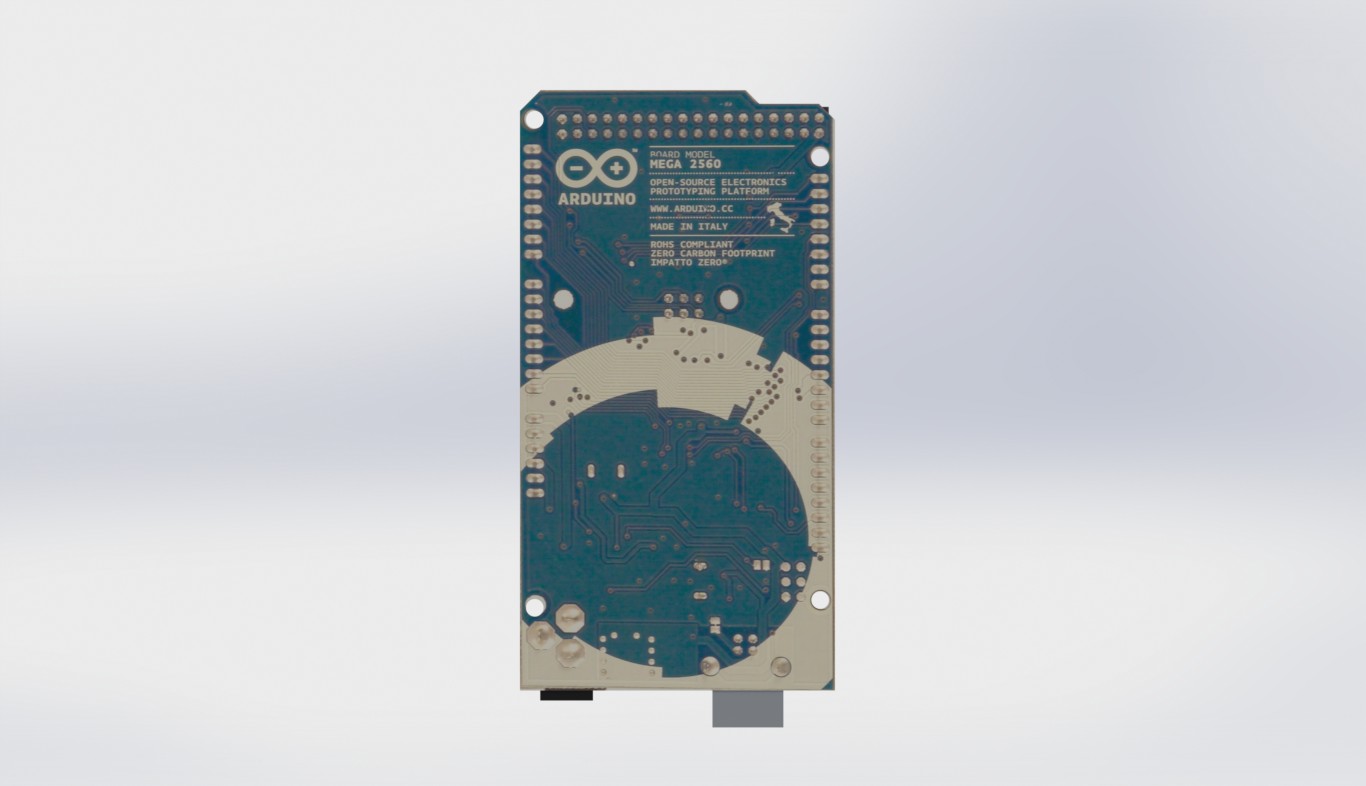 BOARD MODEL
MEGA 2560
OPEN-SOURCE ELECTRONICS
PROTOTYPING PLATFORM
ARDUINO
WWW.ARDUINO.CC
MADE IN ITALY
ROHS COMPLIANT
ZERO CARBON FOOTPRINT
IMPATTO ZERO®